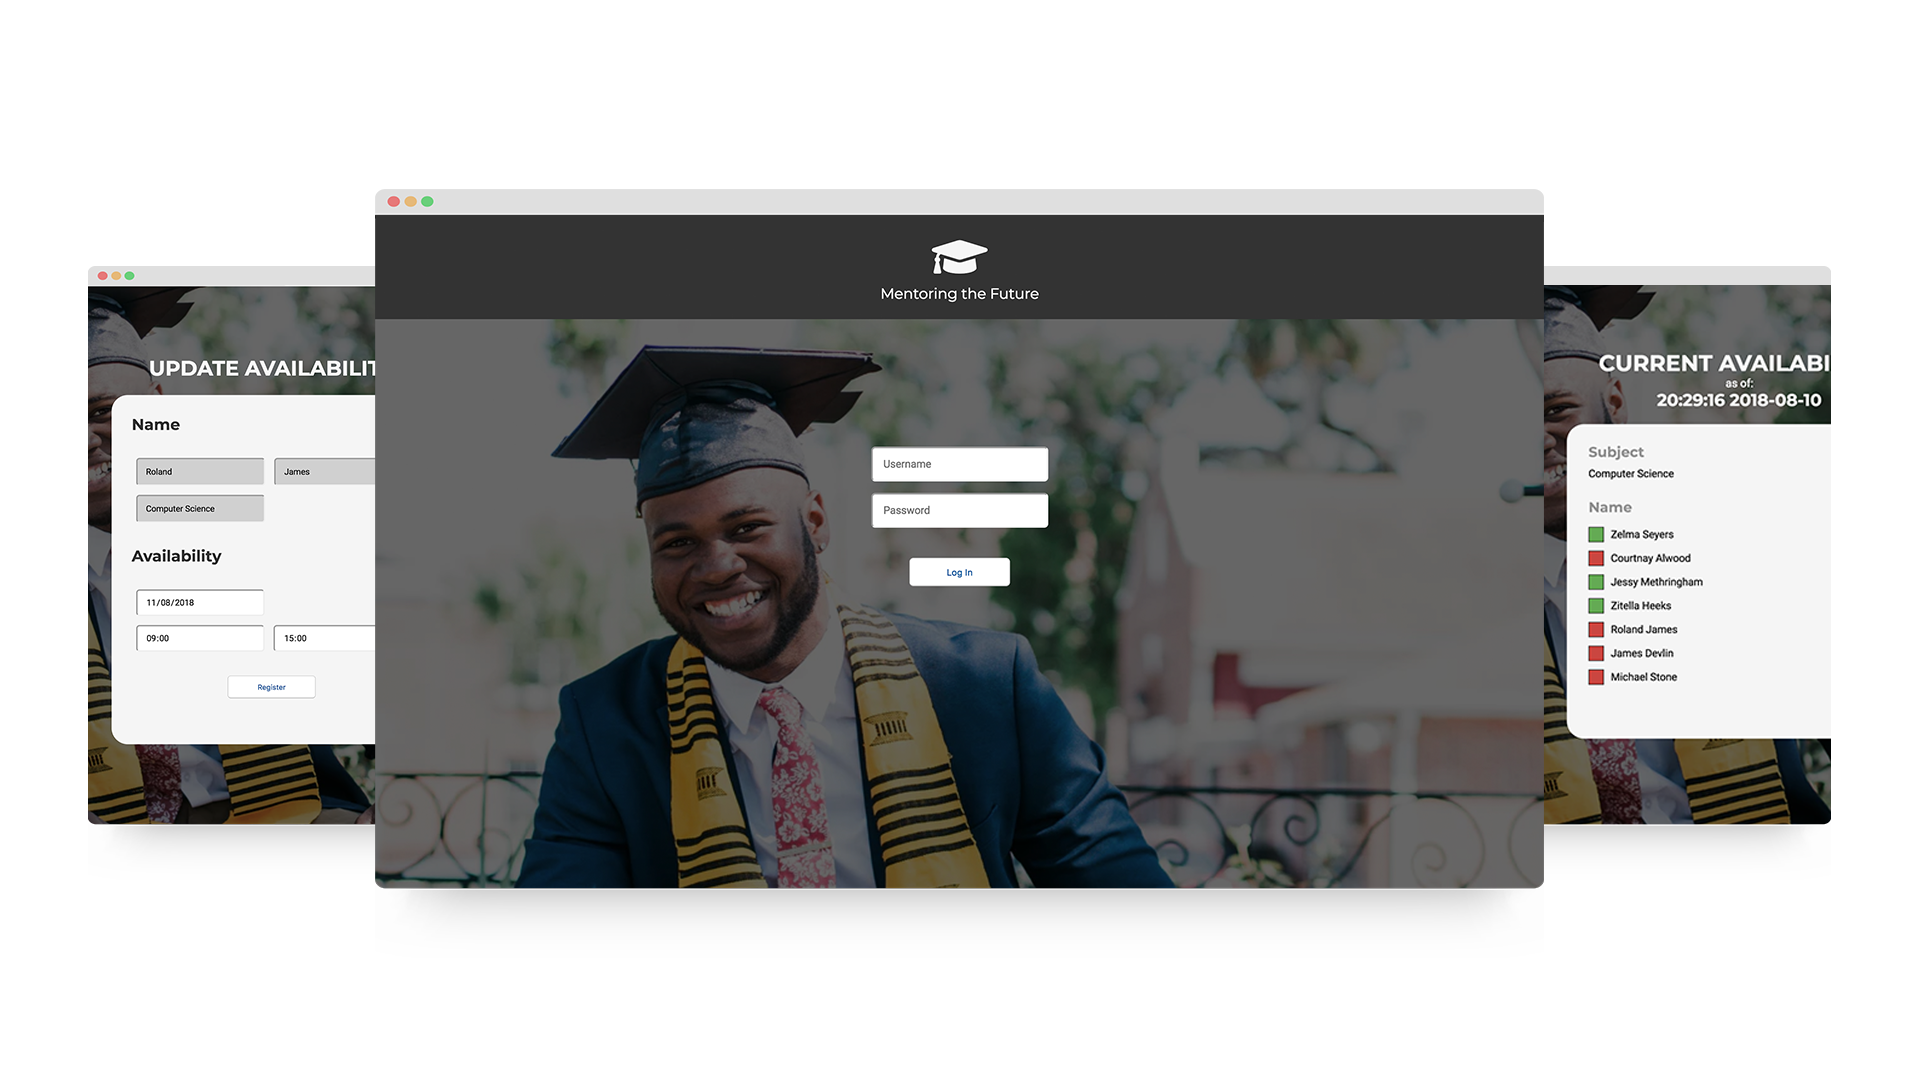 Mentoring the Future
Username
Password
Log In
UPDATE AVAILABILIT
Name
Roland
James
Computer Science
Availability
11/08/2018
09:00
15:00
Register
CURRENT AVAILABI
as of:
20:29:16 2018-08-10
Subject
Computer Science
Name
Zelma Seyers
Courtnay Alwood
Jessy Methringham
Zitella Heeks
Roland James
James Devlin
Michael Stone